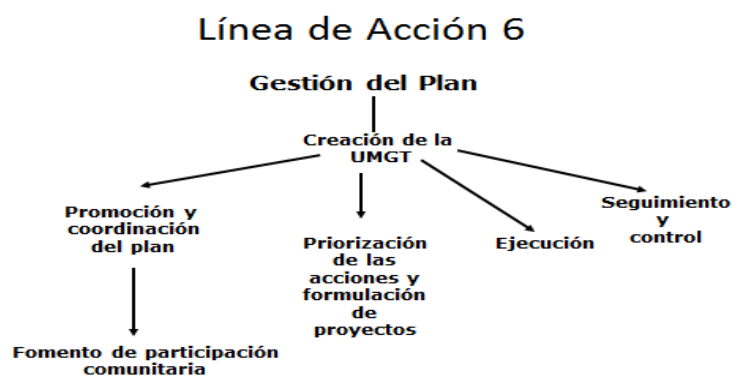 Línea de Acción 6
Gestión del Plan
Creación de la
UMGT
Promoción y
coordinación
del plan
Priorización
de las
acciones y
formulación
de
proyectos
Ejecución
Seguimiento
y
control
Fomento de participación
comunitaria